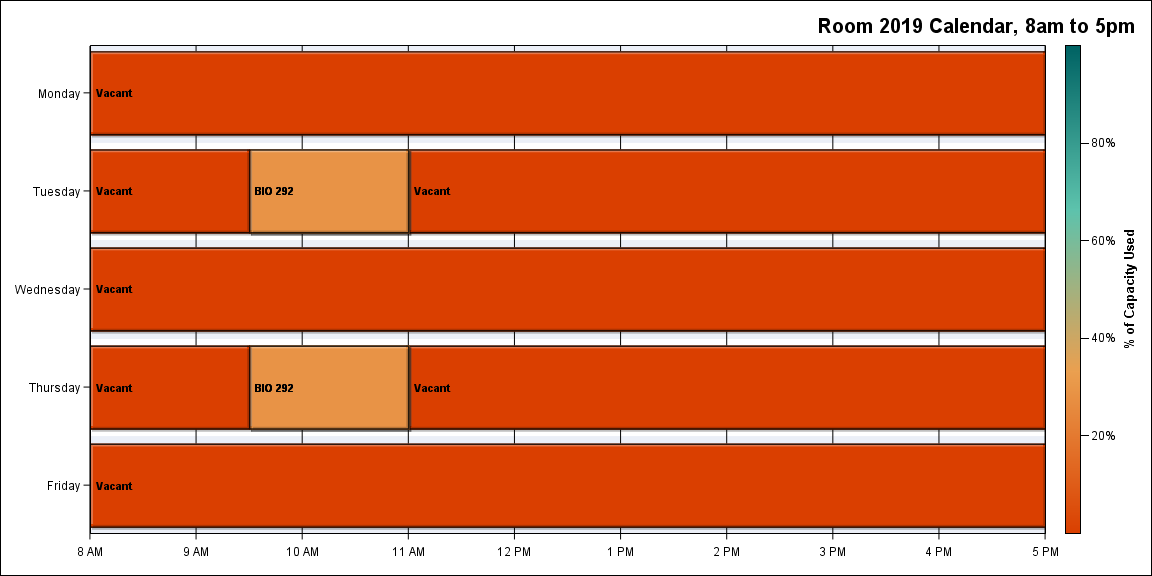 Room 2019 Calendar, 8am to 5pm
Monday
Vacant
Tuesday
Vacant
BIO 292
Vacant
Wednesday
Vacant
Thursday
Vacant
BIO 292
Vacant
Friday
Vacant
8 AM
9 AM
10 AM
11 AM
12 PM
1 PM
2 PM
3 PM
4 PM
5 PM
80%
60%
40%
20%
% of Capacity Used